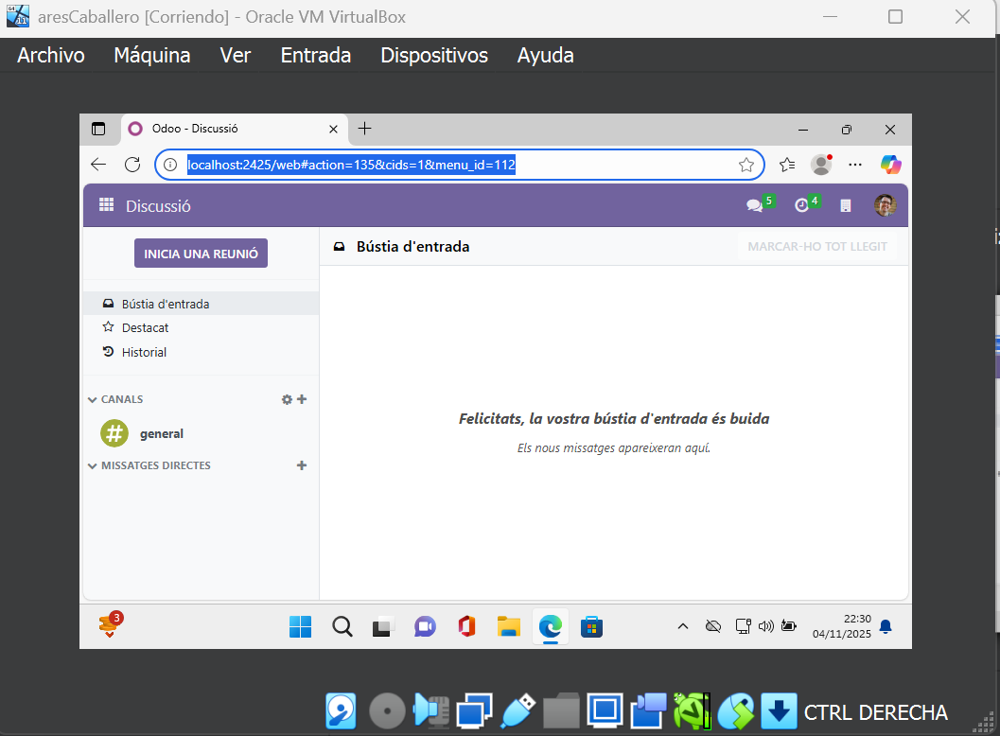 aresCaballero [Corriendo] - Oracle VM VirtualBox
Archivo Máquina Ver Entrada Dispositivos Ayuda
Odoo - Discussió
localhost:2425/web#action=135&cids=1&menu_id=112
Discussió 5 4
INICIA UNA REUNIÓ
Bústia d'entrada
MARCAR-HO TOT LLEGIT
Bústia d'entrada
Destacat
Historial
CANALS
general
MISSATGES DIRECTES
Felicitats, la vostra bústia d'entrada és buida
Els nous missatges apareixeran aquí.
3
22:30
04/11/2025
CTRL DERECHA